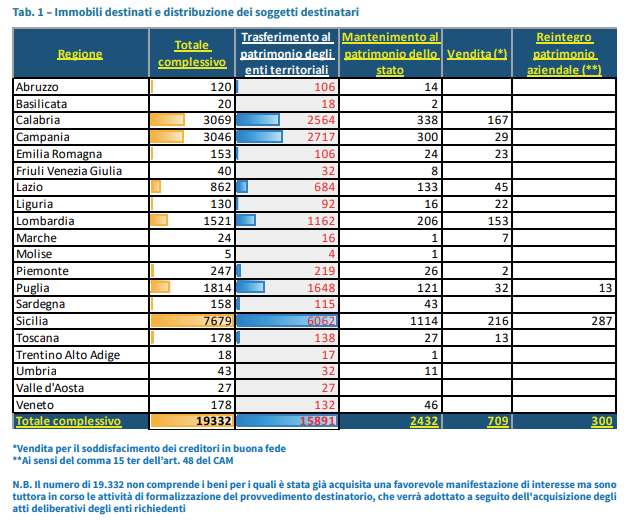 Tab. 1 – Immobili destinati e distribuzione dei soggetti destinatari
Regione Totale complessivo Trasferimento al patrimonio degli enti territoriali Mantenimento al patrimonio dello stato Vendita (*) Reintegro patrimonio aziendale (**)
Abruzzo 120 106 14
Basilicata 20 18 2
Calabria 3069 2564 338 167
Campania 3046 2717 300 29
Emilia Romagna 153 106 24 23
Friuli Venezia Giulia 40 32 8
Lazio 862 684 133 45
Liguria 130 92 16 22
Lombardia 1521 1162 206 153
Marche 24 16 1 7
Molise 5 4 1
Piemonte 247 219 26 2
Puglia 1814 1648 121 32 13
Sardegna 158 115 43
Sicilia 7679 6062 1114 216 287
Toscana 178 138 27 13
Trentino Alto Adige 18 17 1
Umbria 43 32 11
Valle d'Aosta 27 27
Veneto 178 132 46
Totale complessivo 19332 15891 2432 709 300
*Vendita per il soddisfacimento dei creditori in buona fede
**Ai sensi del comma 15 ter dell’art. 48 del CAM
N.B. Il numero di 19.332 non comprende i beni per i quali è stata già acquisita una favorevole manifestazione di interesse ma sono
tuttora in corso le attività di formalizzazione del provvedimento destinatorio, che verrà adottato a seguito dell'acquisizione degli
atti deliberativi degli enti richiedenti